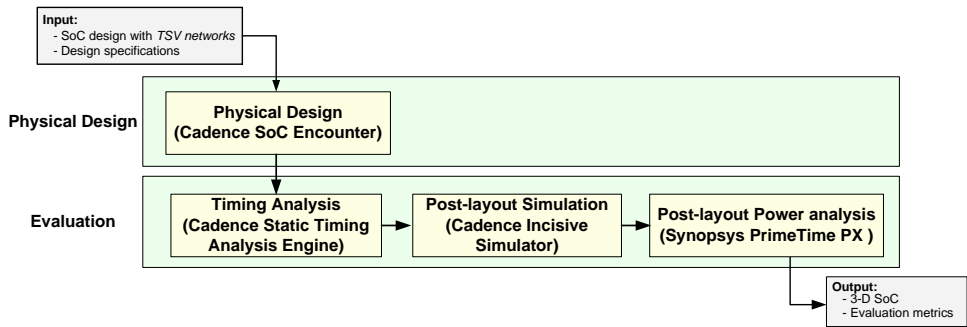 Input:
- SoC design with TSV networks
- Design specifications
Physical Design
Physical Design
(Cadence SoC Encounter)
Evaluation
Timing Analysis
(Cadence Static Timing
Analysis Engine)
Post-layout Simulation
(Cadence Incisive
Simulator)
Post-layout Power analysis
(Synopsys PrimeTime PX )
Output:
- 3-D SoC
- Evaluation metrics